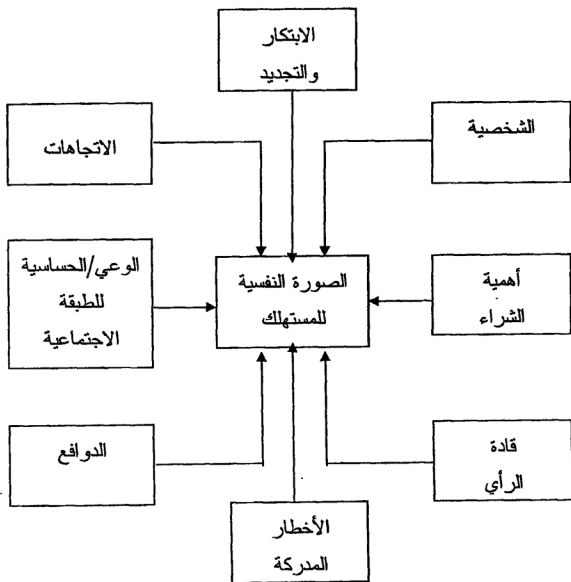 الابتكار
والتجديد
الشخصية
الاتجاهات
أهمية
الشراء
الصورة النفسية
للمستهلك
الوعي/الحساسية
للطبقة
الاجتماعية
قادة
الرأي
الدوافع
الأخطار
المدركة